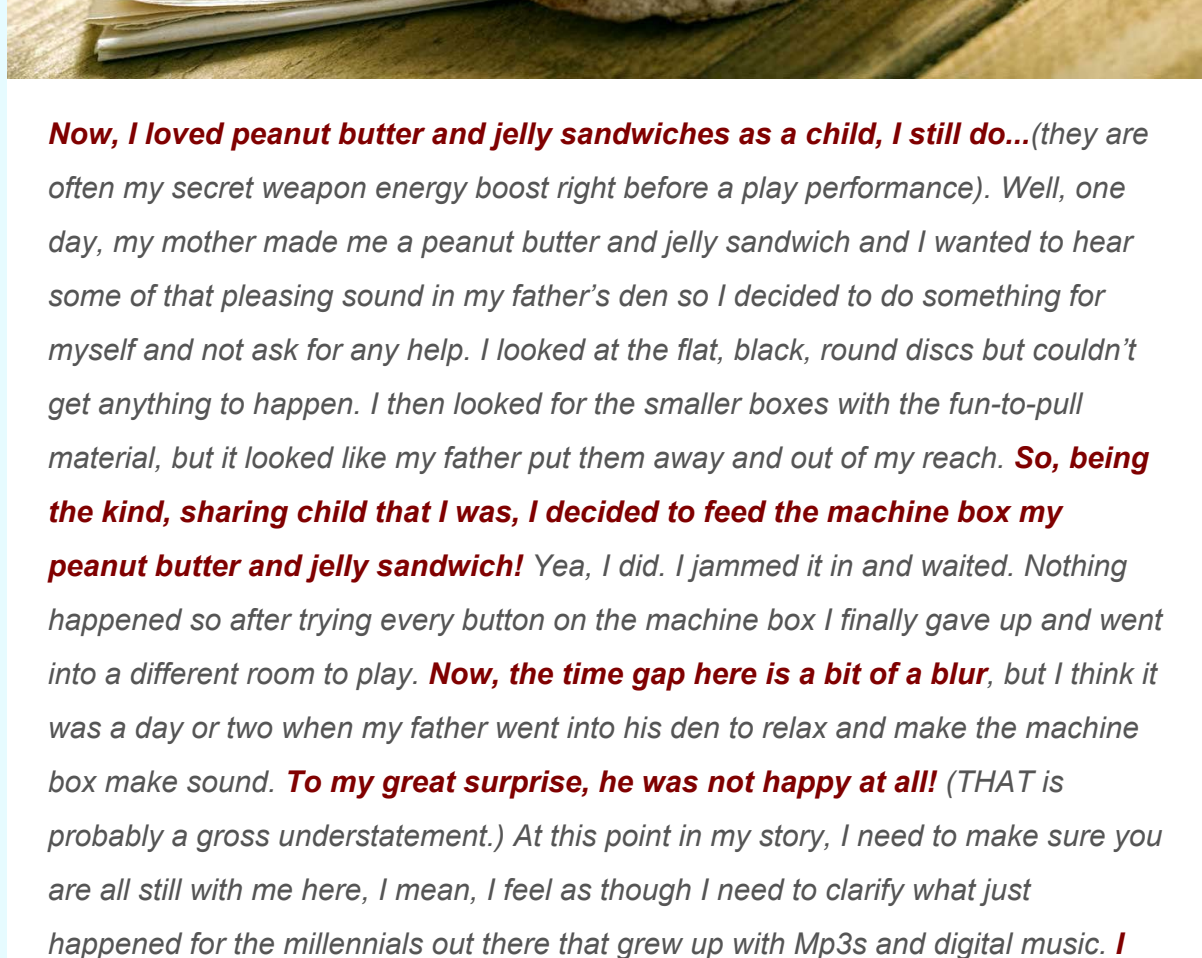 Now, I loved peanut butter and jelly sandwiches as a child, I still do...(they are
often my secret weapon energy boost right before a play performance). Well, one
day, my mother made me a peanut butter and jelly sandwich and I wanted to hear
some of that pleasing sound in my father’s den so I decided to do something for
myself and not ask for any help. I looked at the flat, black, round discs but couldn’t
get anything to happen. I then looked for the smaller boxes with the fun-to-pull
material, but it looked like my father put them away and out of my reach. So, being
the kind, sharing child that I was, I decided to feed the machine box my
peanut butter and jelly sandwich! Yea, I did. I jammed it in and waited. Nothing
happened so after trying every button on the machine box I finally gave up and went
into a different room to play. Now, the time gap here is a bit of a blur, but I think it
was a day or two when my father went into his den to relax and make the machine
box make sound. To my great surprise, he was not happy at all! (THAT is
probably a gross understatement.) At this point in my story, I need to make sure you
are all still with me here, I mean, I feel as though I need to clarify what just
happened for the millennials out there that grew up with Mp3s and digital music. I